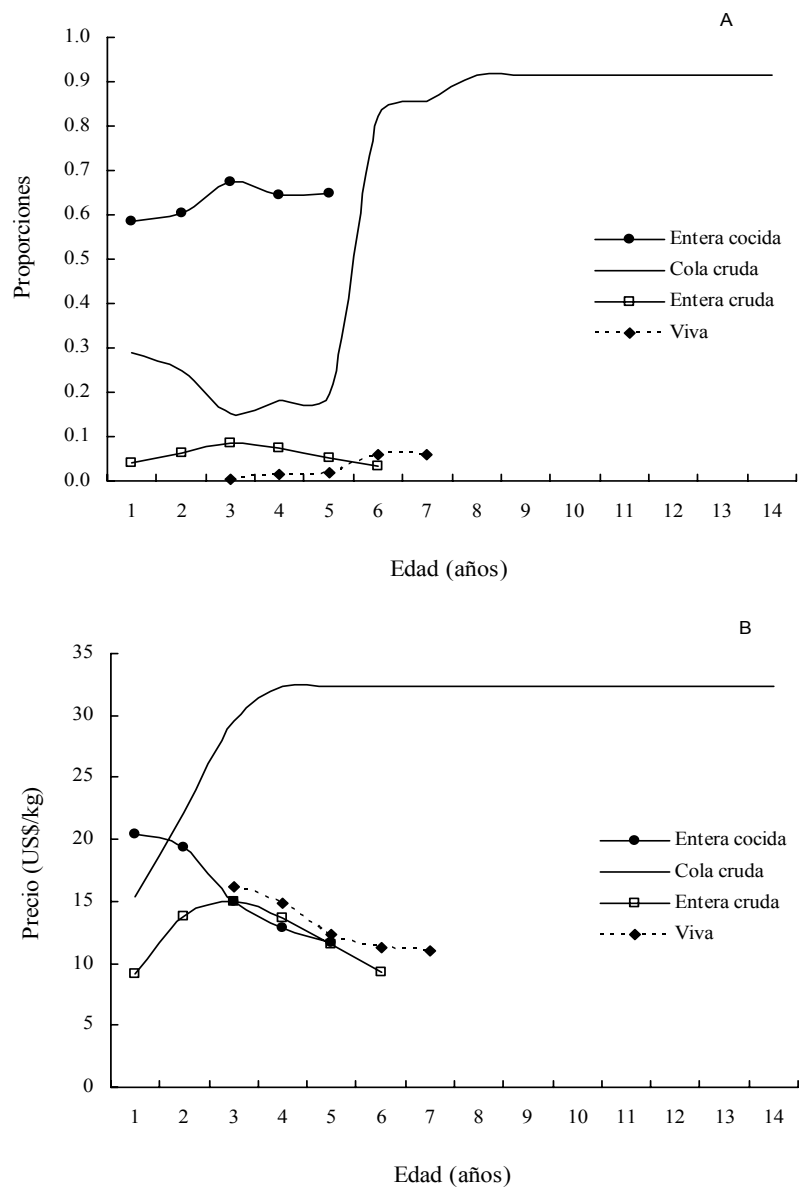 A
1.0
0.9
0.8
0.7
0.6
0.5
0.4
0.3
0.2
0.1
0.0
Proporciones
Entera cocida
Cola cruda
Entera cruda
Viva
1 2 3 4 5 6 7 8 9 10 11 12 13 14
Edad (años)
B
35
30
25
20
15
10
5
0
Precio (US$/kg)
Entera cocida
Cola cruda
Entera cruda
Viva
1 2 3 4 5 6 7 8 9 10 11 12 13 14
Edad (años)